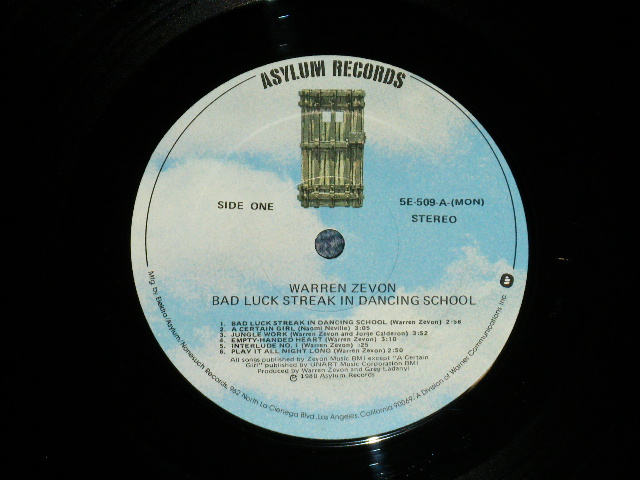 ASYLUM RECORDS
SIDE ONE
5E-509-A-(MON)
STEREO
WARREN ZEVON
BAD LUCK STREAK IN DANCING SCHOOL
1. BAD LUCK STREAK IN DANCING SCHOOL (Warren Zevon) 2:56
2. A CERTAIN GIRL (Naomi Neville) 3:05
3. JUNGLE WORK (Warren Zevon and Jorge Calderon) 3:52
4. EMPTY-HANDED HEART (Warren Zevon) 3:10
5. INTERLUDE NO. 1 (Warren Zevon) :25
6. PLAY IT ALL NIGHT LONG (Warren Zevon) 2:50
All songs published by Zevon Music BMI except "A Certain
Girl" published by UNART Music Corporation BMI
Produced by Warren Zevon and Greg Ladanyi
© 1980 Asylum Records
Mfg. by Elektra/Asylum/Nonesuch Records, 962 North La Cienega Blvd., Los Angeles, California 90069. A Division of Warner Communications Inc.